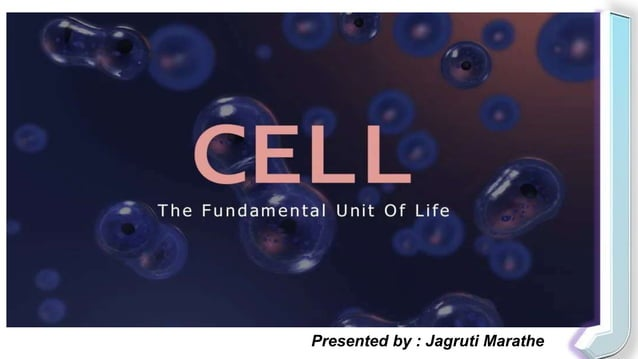 CELL
The Fundamental Unit Of Life
Presented by : Jagruti Marathe